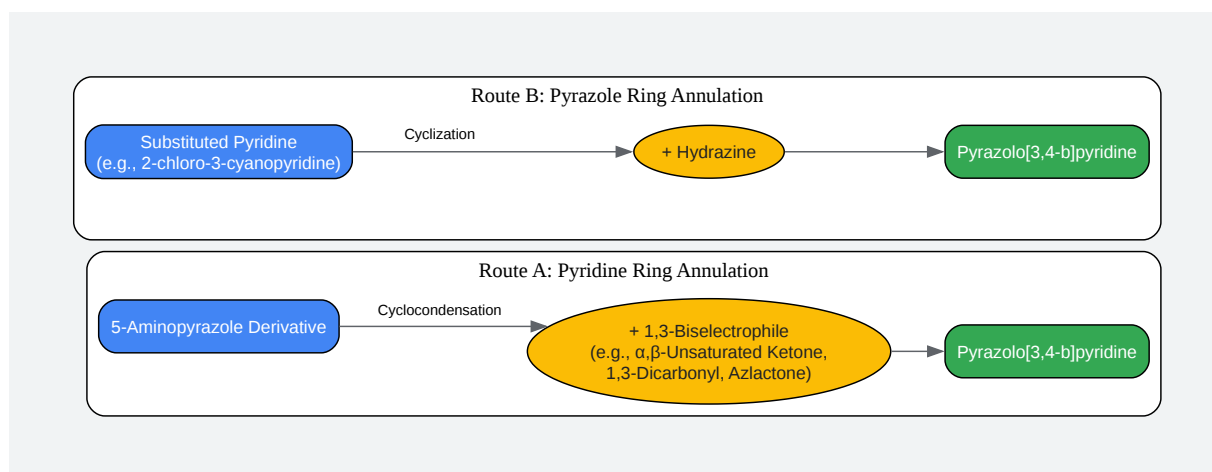 Route B: Pyrazole Ring Annulation
Substituted Pyridine
(e.g., 2-chloro-3-cyanopyridine)
Cyclization
+ Hydrazine
Pyrazolo[3,4-b]pyridine
Route A: Pyridine Ring Annulation
5-Aminopyrazole Derivative
Cyclocondensation
+ 1,3-Biselectrophile
(e.g., α,β-Unsaturated Ketone,
1,3-Dicarbonyl, Azlactone)
Pyrazolo[3,4-b]pyridine